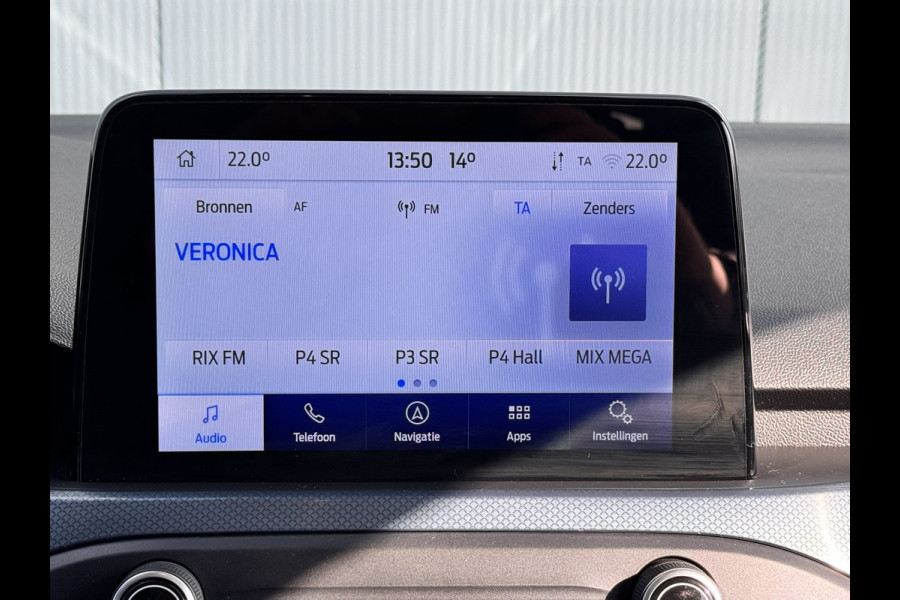 22.0° 13:50 14° TA 22.0°
Bronnen AF FM TA Zenders
VERONICA
RIX FM P4 SR P3 SR P4 Hall MIX MEGA
Audio Telefoon Navigatie Apps Instellingen